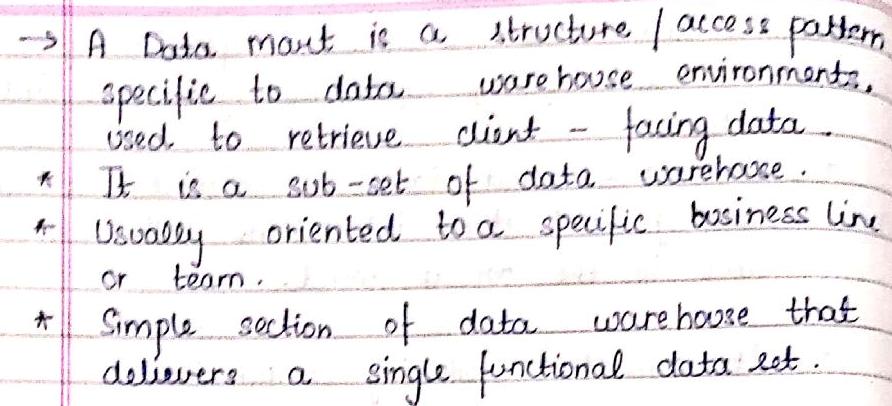 → A Data mart is a structure / access pattern
specific to data warehouse environments,
used to retrieve client - facing data.
* It is a sub-set of data warehouse.
* Usually oriented to a specific business line
or team.
* Simple section of data warehouse that
delievers a single functional data set.